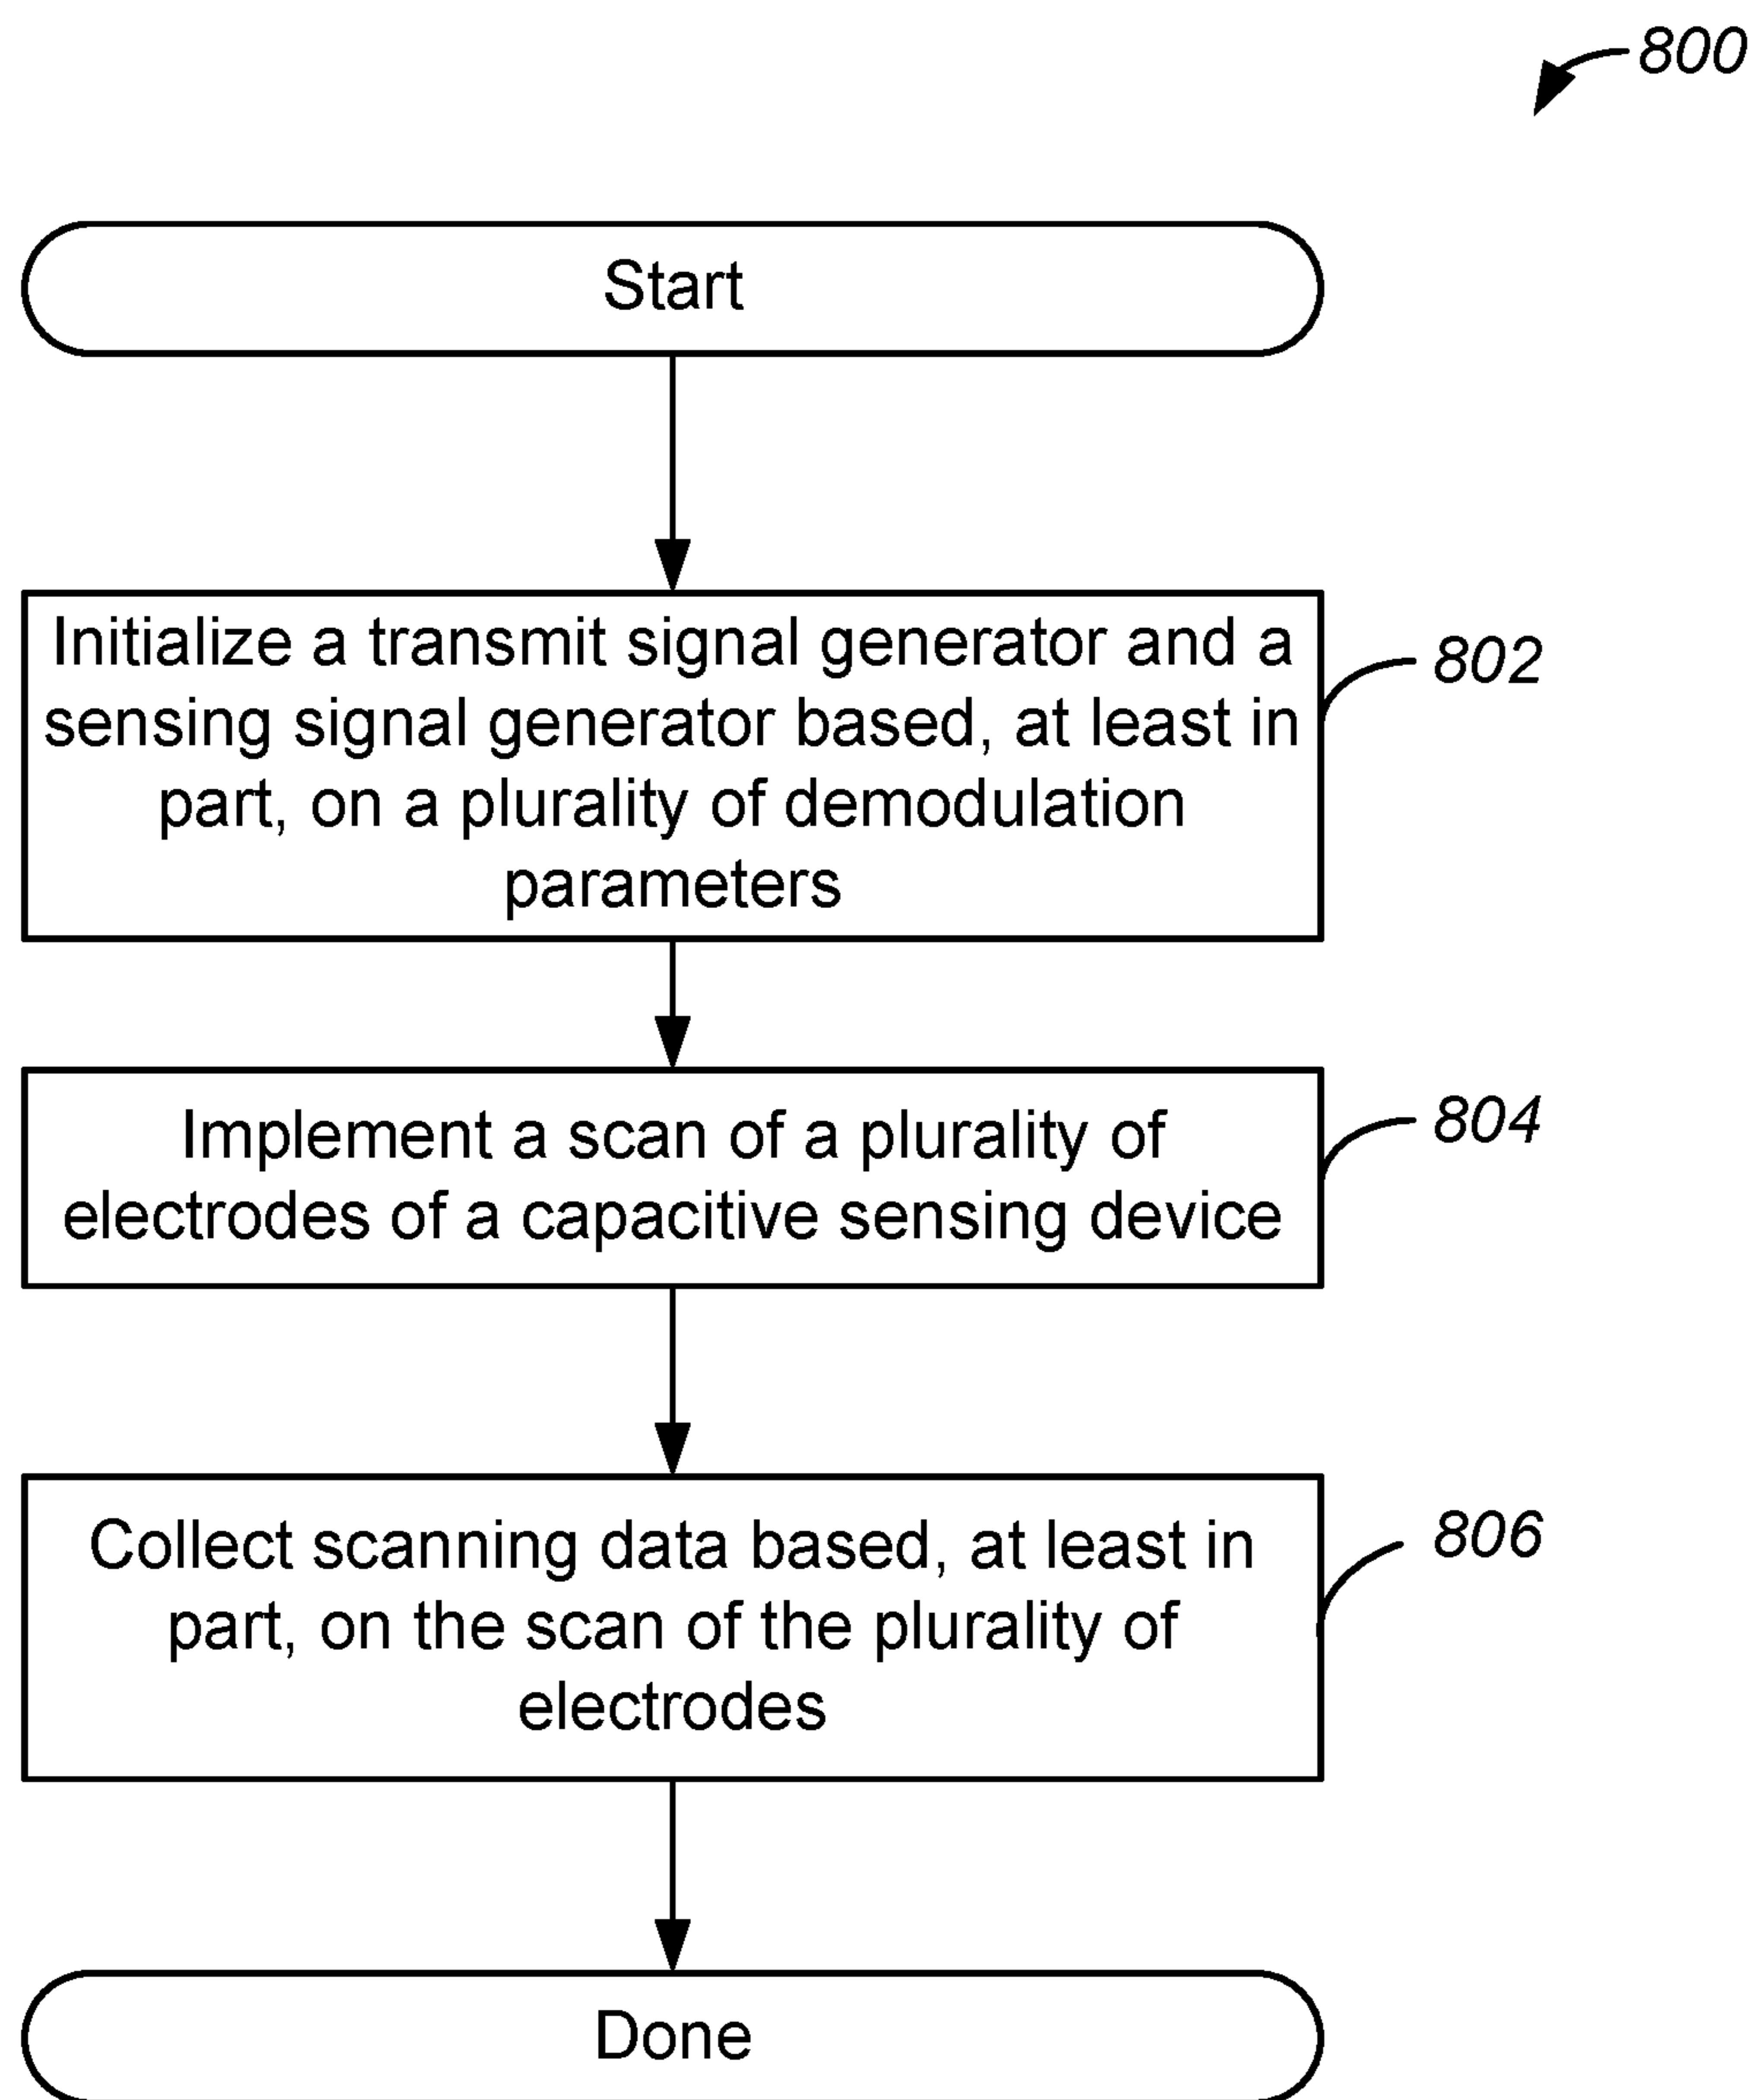 800
Start
Initialize a transmit signal generator and a
sensing signal generator based, at least in
part, on a plurality of demodulation
parameters
802
Implement a scan of a plurality of
electrodes of a capacitive sensing device
804
Collect scanning data based, at least in
part, on the scan of the plurality of
electrodes
806
Done